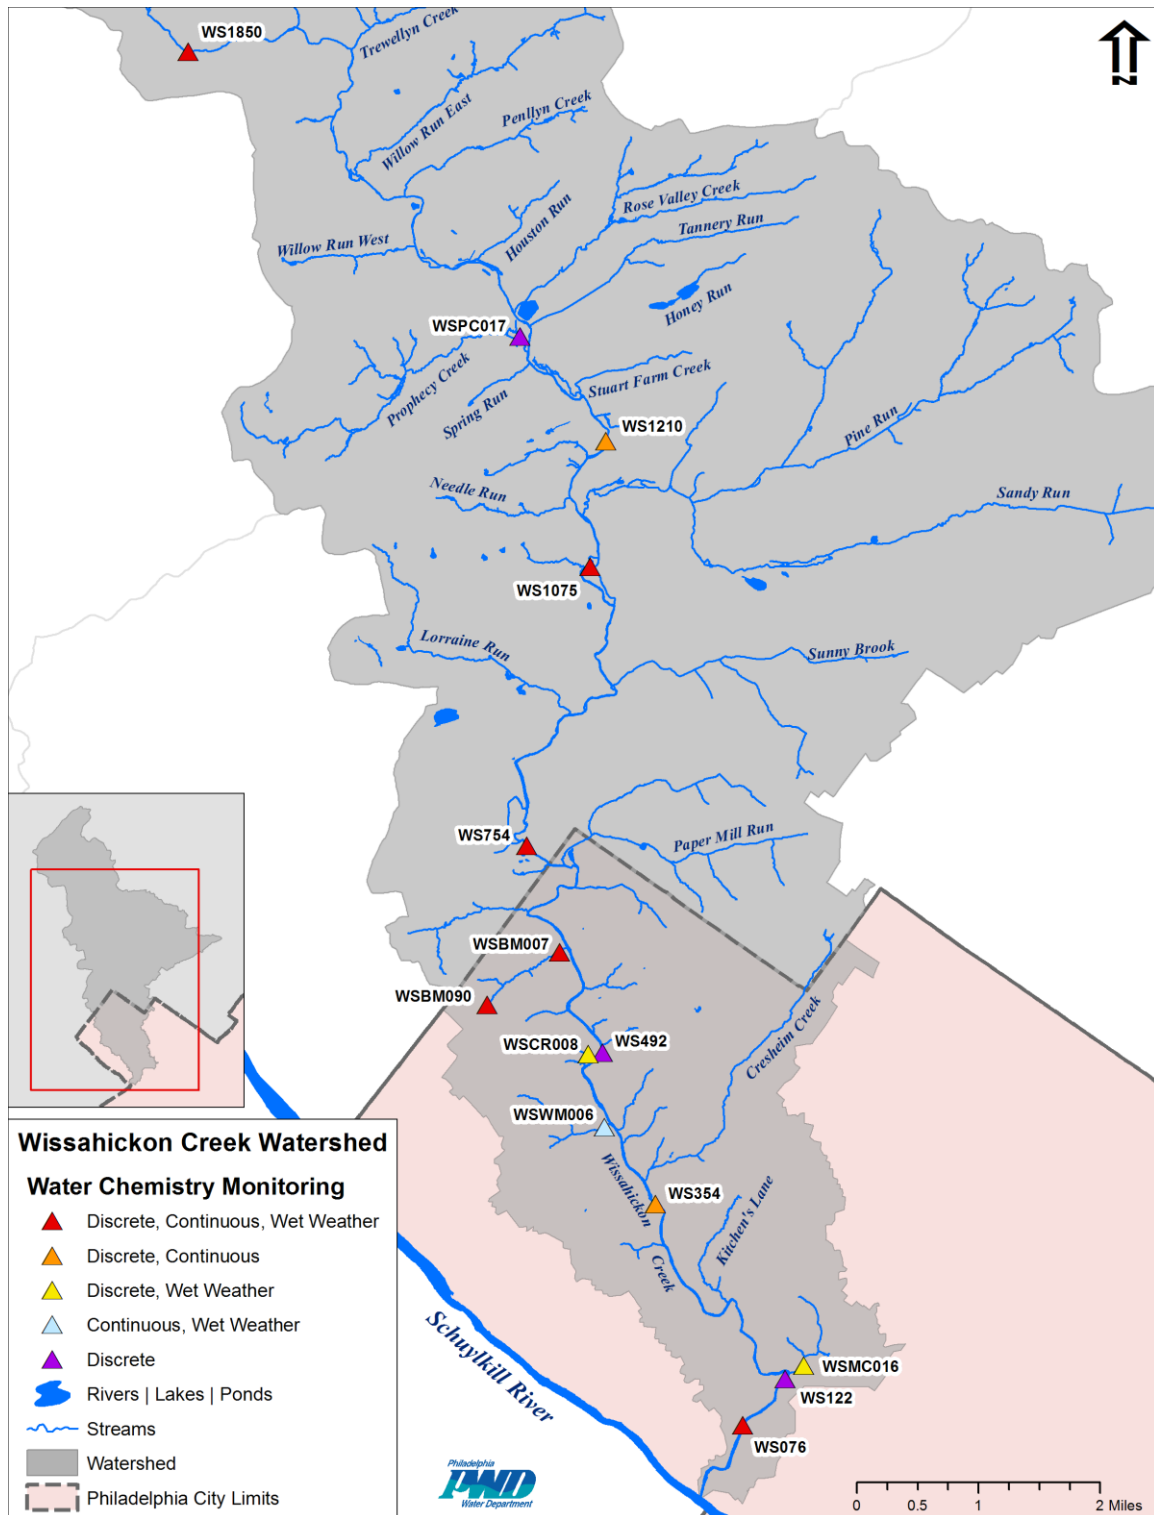 WS1850
Trewellyn Creek
N
Willow Run East
Penllyn Creek
Rose Valley Creek
Houston Run
Tannery Run
Willow Run West
Honey Run
WSPC017
Prophecy Creek
Spring Run
Stuart Farm Creek
WS1210
Pine Run
Needle Run
Sandy Run
WS1075
Lorraine Run
Sunny Brook
WS754
Paper Mill Run
WSBM007
WSBM090
WSCR008
WS492
Cresheim Creek
WSWM006
Wissahickon
Creek
WS354
Kitchen's Lane
Schuylkill River
WSMC016
WS122
WS076
Wissahickon Creek Watershed
Water Chemistry Monitoring
Discrete, Continuous, Wet Weather
Discrete, Continuous
Discrete, Wet Weather
Continuous, Wet Weather
Discrete
Rivers | Lakes | Ponds
Streams
Watershed
Philadelphia City Limits
Philadelphia
PWD
Water Department
0 0.5 1 2 Miles